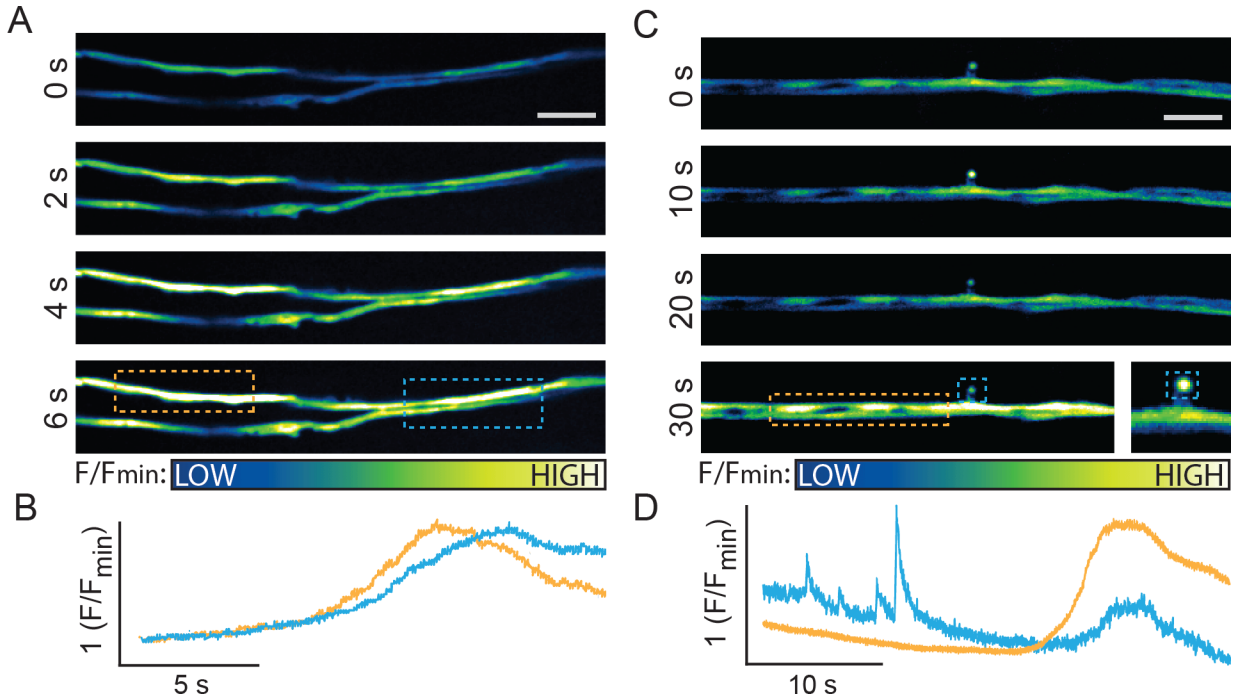 A
0 s
2 s
4 s
6 s
F/Fmin: LOW HIGH
B
1 (F/Fmin)
5 s
C
0 s
10 s
20 s
30 s
F/Fmin: LOW HIGH
D
1 (F/Fmin)
10 s